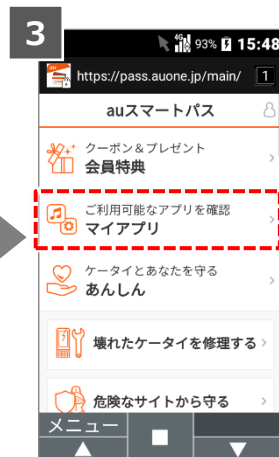 3
4G 93% 15:48
https://pass.auone.jp/main/ 1
auスマートパス
クーポン＆プレゼント
会員特典
ご利用可能なアプリを確認
マイアプリ
ケータイとあなたを守る
あんしん
壊れたケータイを修理する
危険なサイトから守る
メニュー